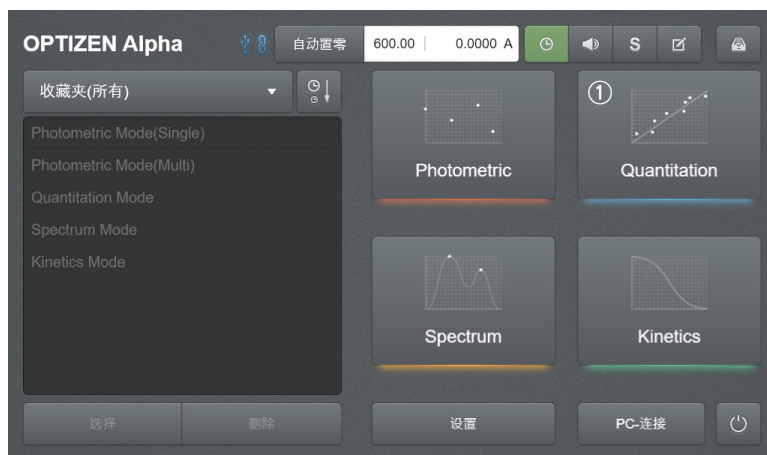 OPTIZEN Alpha 自动置零 600.00 0.0000 A S
收藏夹(所有)
Photometric Mode(Single)
Photometric Mode(Multi)
Quantitation Mode
Spectrum Mode
Kinetics Mode
Photometric
① Quantitation
Spectrum
Kinetics
选择 删除 设置 PC-连接